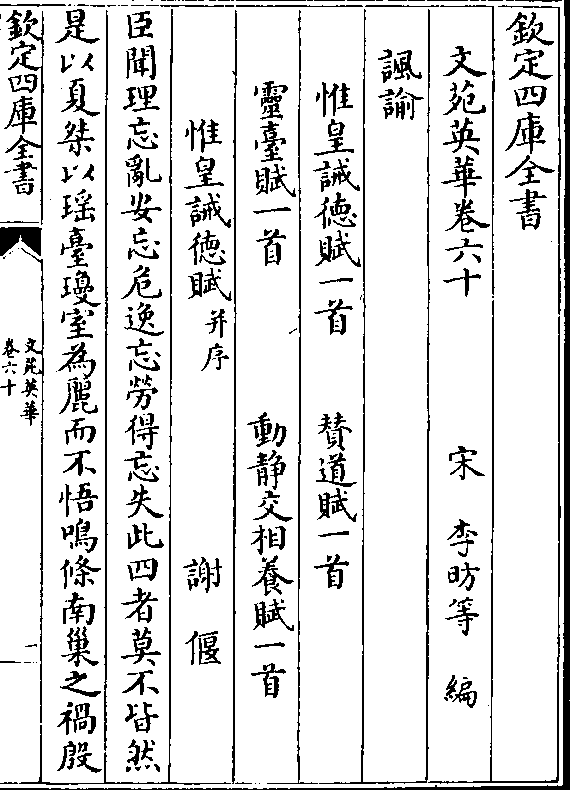 欽定四庫全書
文苑英華卷六十
宋　李昉等　編
諷諭
惟皇誡徳賦一首　賛道賦一首
靈臺賦一首　動靜交相養賦一首
惟皇誡徳賦并序　謝偃
臣聞理忘亂安忘危逸忘勞得忘失此四者莫不皆然
是以夏桀以瑶臺瓊室為麗而不悟鳴條南巢之禍殷
欽定四庫全書
文苑英華
卷六十
一